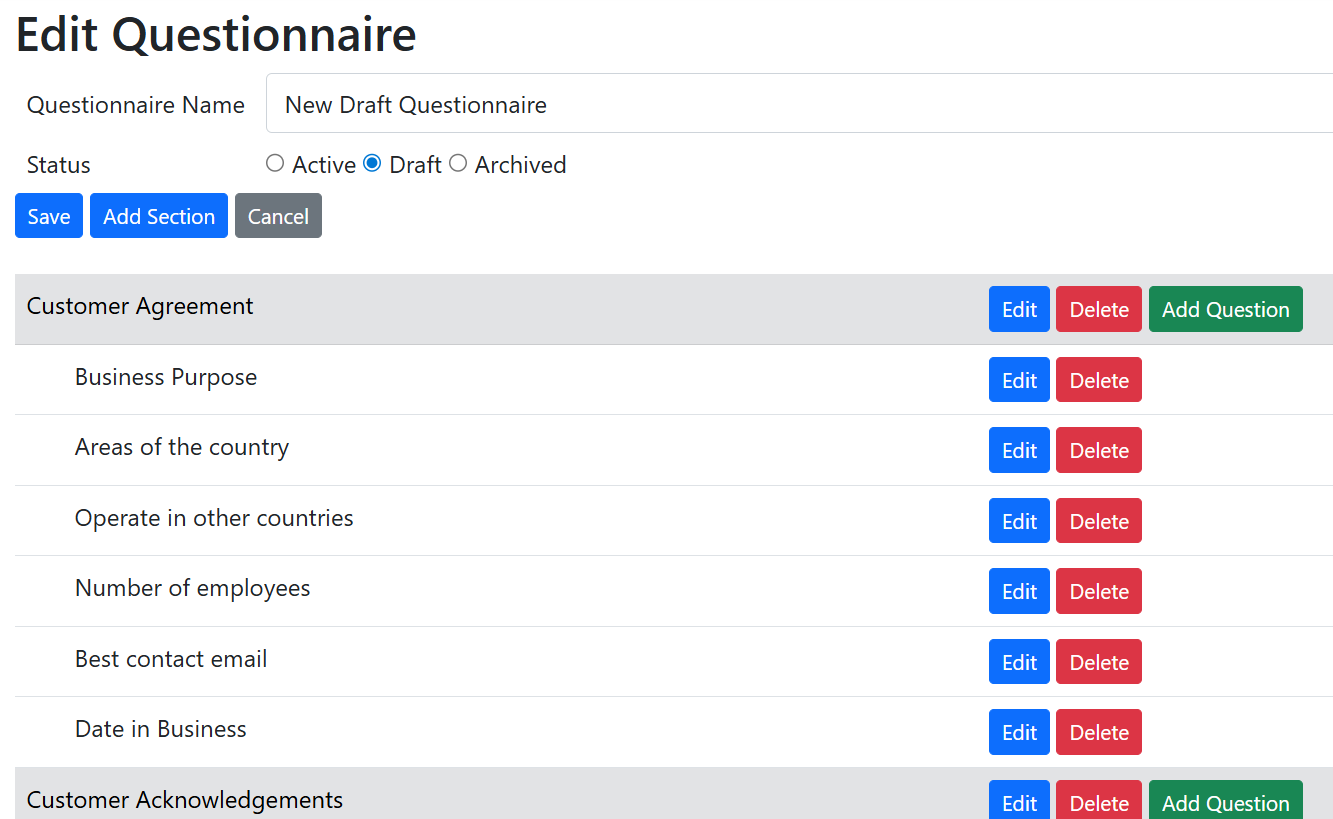 Edit Questionnaire
Questionnaire Name New Draft Questionnaire
Status Active Draft Archived
Save Add Section Cancel
Customer Agreement Edit Delete Add Question
Business Purpose Edit Delete
Areas of the country Edit Delete
Operate in other countries Edit Delete
Number of employees Edit Delete
Best contact email Edit Delete
Date in Business Edit Delete
Customer Acknowledgements Edit Delete Add Question